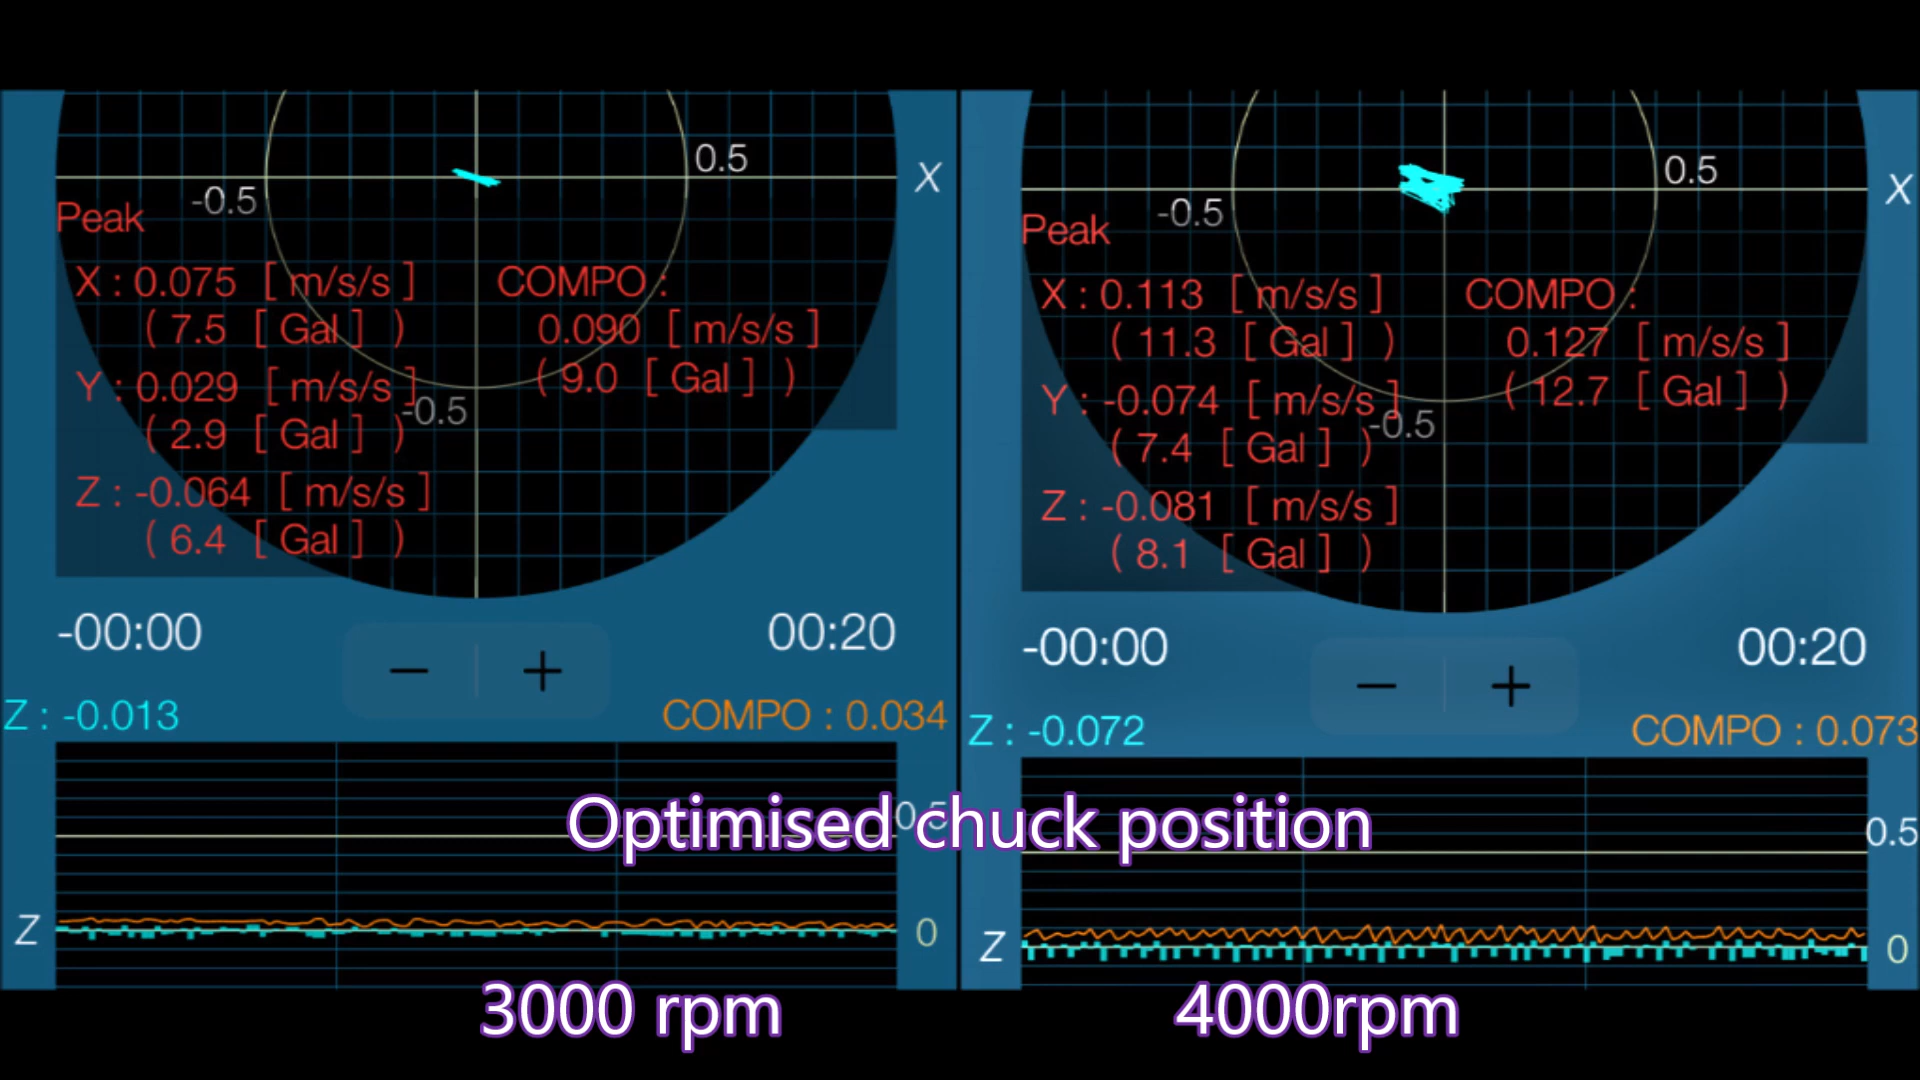 0.5
X
-0.5
Peak
X : 0.075 [ m/s/s ]
( 7.5 [ Gal ] )
COMPO :
0.090 [ m/s/s ]
( 9.0 [ Gal ] )
Y : 0.029 [ m/s/s ]
( 2.9 [ Gal ] )
-0.5
Z : -0.064 [ m/s/s ]
( 6.4 [ Gal ] )
-00:00
00:20
− +
Z : -0.013
COMPO : 0.034
0.5
Z
0
0.5
X
-0.5
Peak
X : 0.113 [ m/s/s ]
( 11.3 [ Gal ] )
COMPO :
0.127 [ m/s/s ]
( 12.7 [ Gal ] )
Y : -0.074 [ m/s/s ]
( 7.4 [ Gal ] )
-0.5
Z : -0.081 [ m/s/s ]
( 8.1 [ Gal ] )
-00:00
00:20
− +
Z : -0.072
COMPO : 0.073
0.5
Z
0
Optimised chuck position
3000 rpm
4000rpm